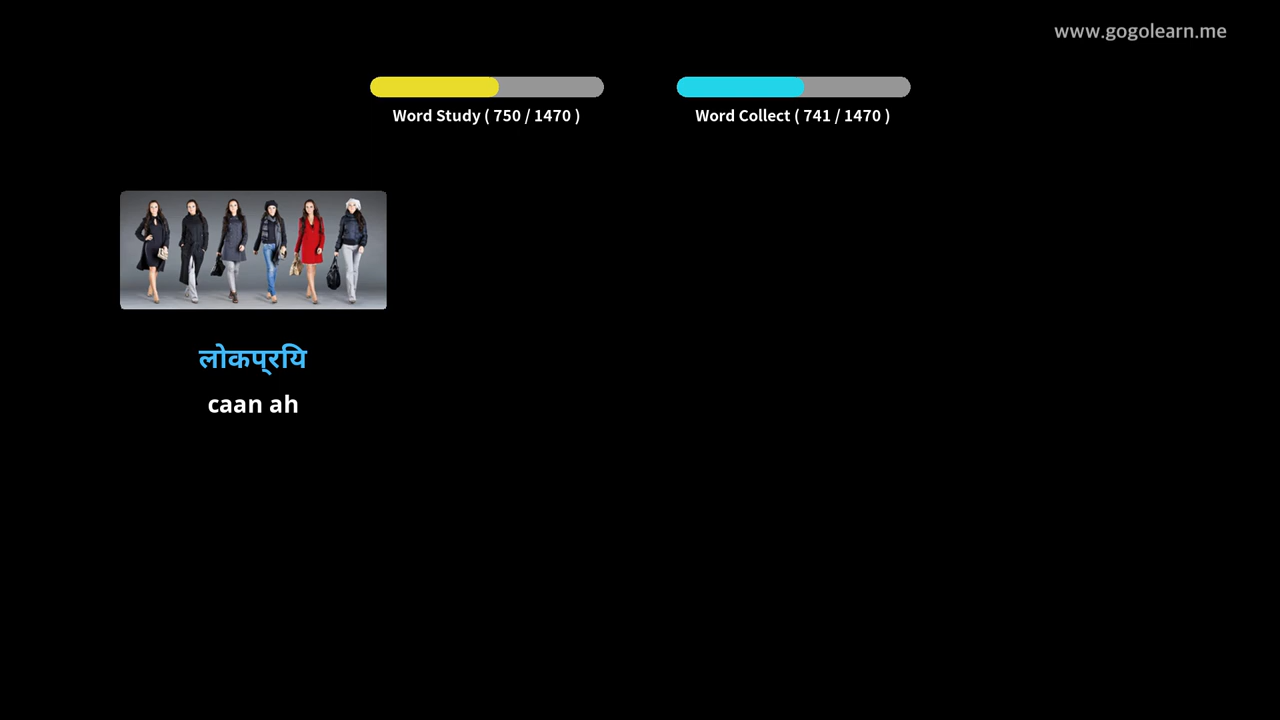 www.gogolearn.me
Word Study ( 750 / 1470 )
Word Collect ( 741 / 1470 )
लोकप्रयि
caan ah